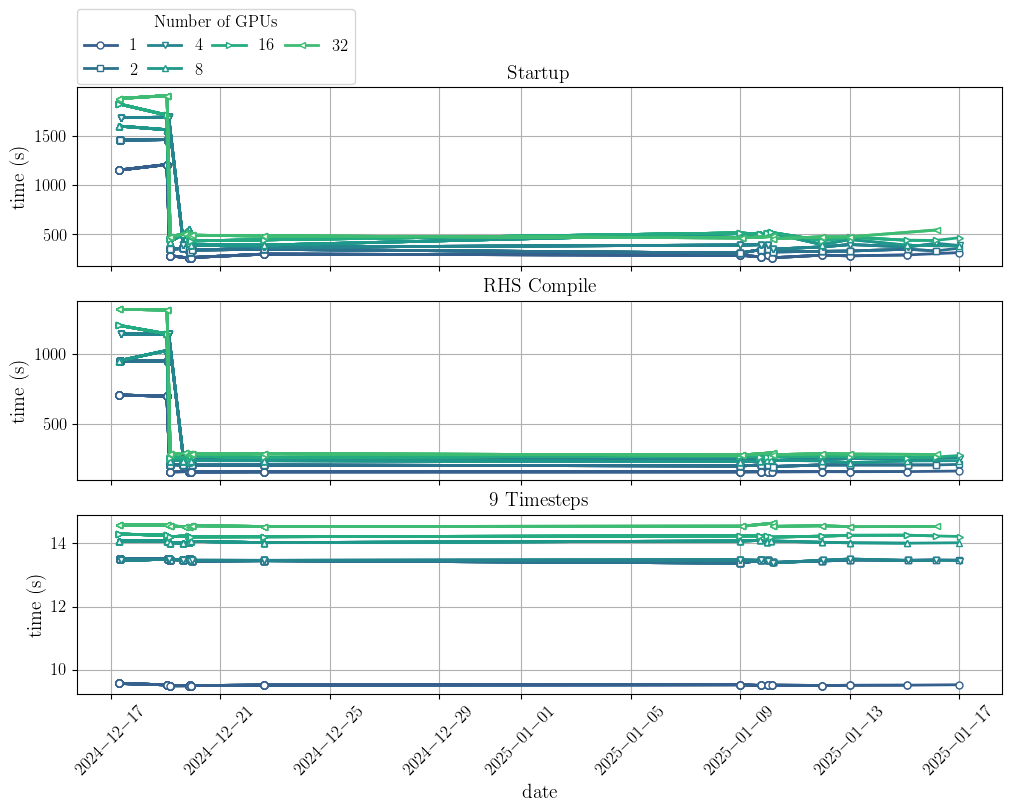 Number of GPUs
1 4 16 32
2 8
Startup
time (s)
1500
1000
500
RHS Compile
time (s)
1000
500
9 Timesteps
time (s)
14
12
10
2024-12-17 2024-12-21 2024-12-25 2024-12-29 2025-01-01 2025-01-05 2025-01-09 2025-01-13 2025-01-17
date